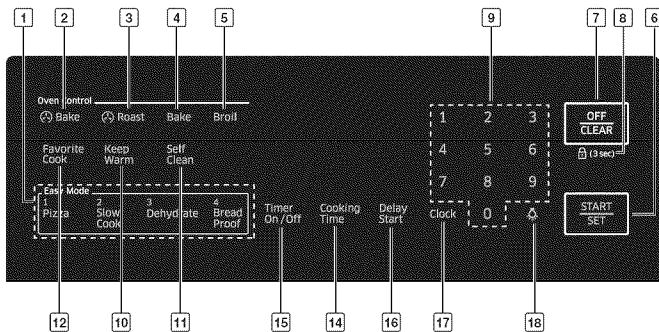 1 2 3 4 5 9 7 8 6
Oven control
Bake Roast Bake Broil
Favorite Cook
Keep Warm
Self Clean
Easy Mode
1 Pizza
2 Slow Cook
3 Dehydrate
4 Bread Proof
Timer On/Off
Cooking Time
Delay Start
1 2 3
4 5 6
7 8 9
Clock 0
OFF
CLEAR
(3 sec)
START
SET
12 10 11 15 14 16 17 18